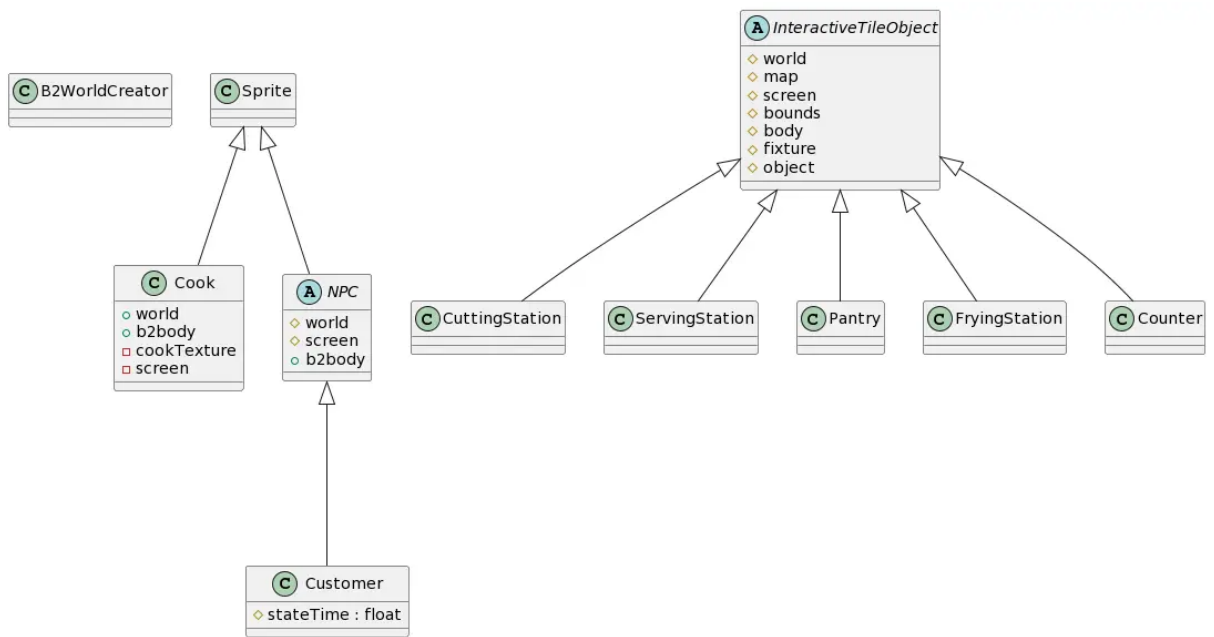 A InteractiveTileObject
world
map
screen
bounds
body
fixture
object
C B2WorldCreator
C Sprite
C Cook
world
b2body
cookTexture
screen
A NPC
world
screen
b2body
C CuttingStation
C ServingStation
C Pantry
C FryingStation
C Counter
C Customer
stateTime : float